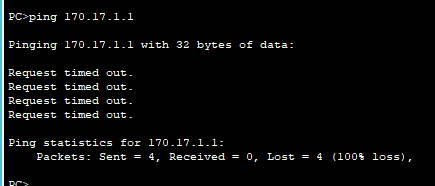 PC>ping 170.17.1.1
Pinging 170.17.1.1 with 32 bytes of data:
Request timed out.
Request timed out.
Request timed out.
Request timed out.
Ping statistics for 170.17.1.1:
Packets: Sent = 4, Received = 0, Lost = 4 (100% loss),
PC>